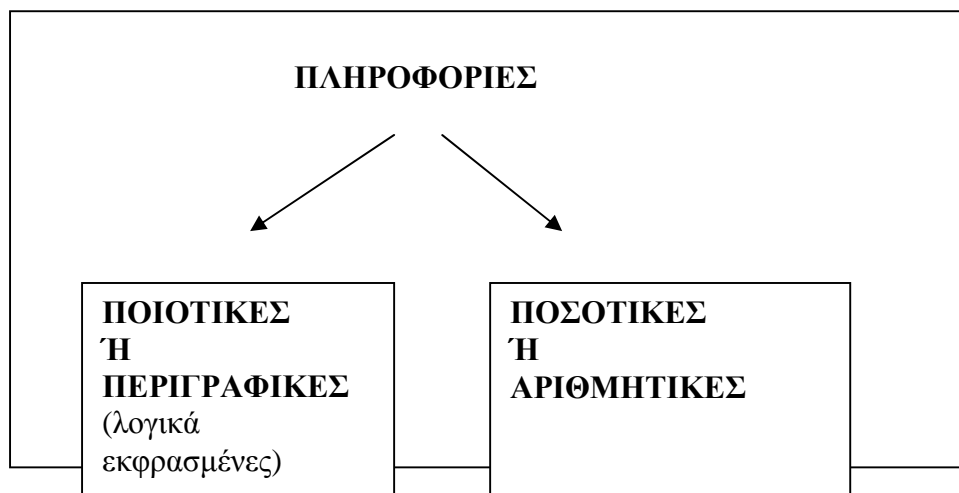 ΠΛΗΡΟΦΟΡΙΕΣ
ΠΟΙΟΤΙΚΕΣ
Ή
ΠΕΡΙΓΡΑΦΙΚΕΣ
(λογικά
εκφρασμένες)
ΠΟΣΟΤΙΚΕΣ
Ή
ΑΡΙΘΜΗΤΙΚΕΣ